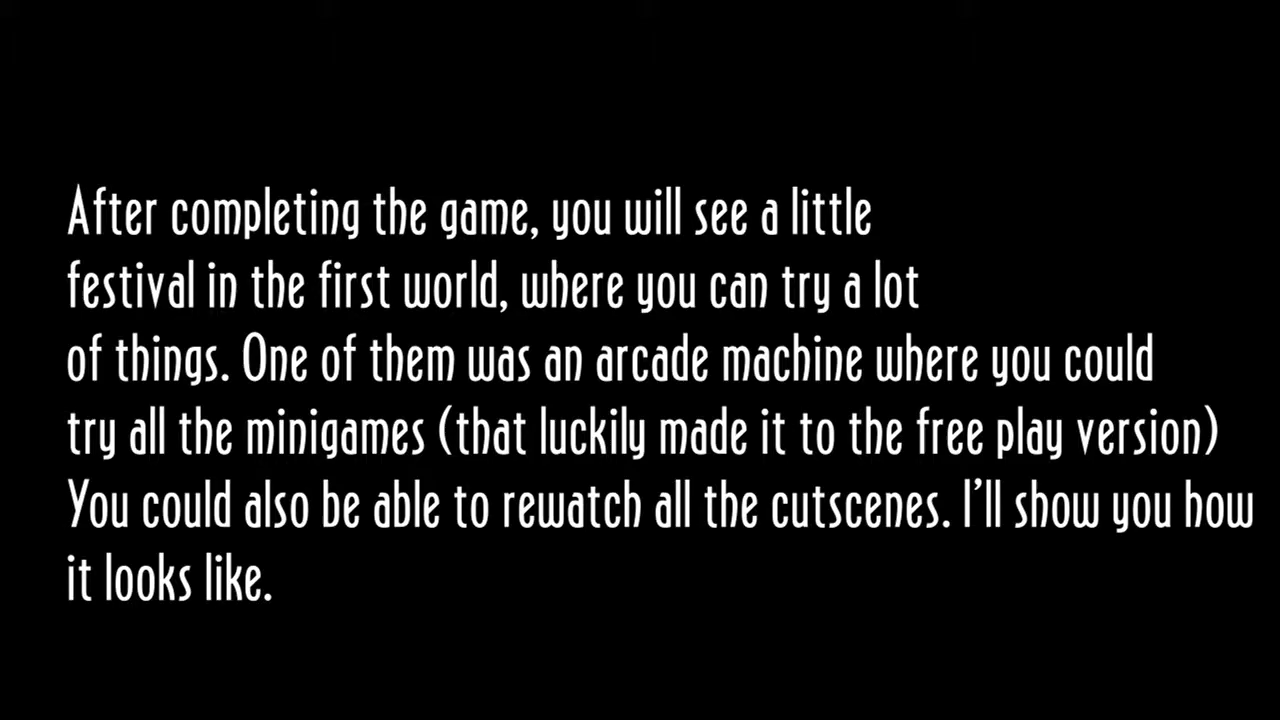 After completing the game, you will see a little
festival in the first world, where you can try a lot
of things. One of them was an arcade machine where you could
try all the minigames (that luckily made it to the free play version)
You could also be able to rewatch all the cutscenes. I'll show you how
it looks like.